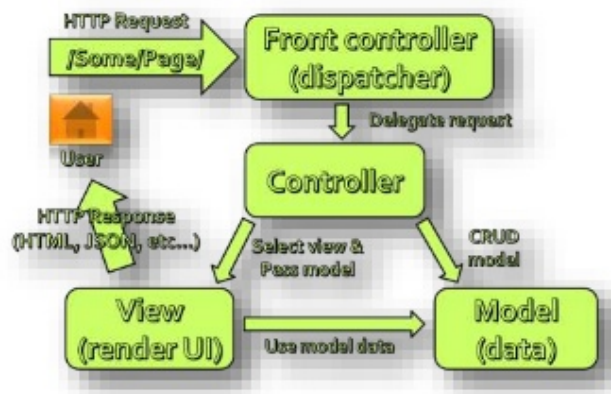 HTTP Request
/Some/Page/
Front controller
(dispatcher)
User
Delegate request
Controller
HTTP Response
(HTML, JSON, etc...)
Select view &
Pass model
CRUD
model
View
(render UI)
Use model data
Model
(data)